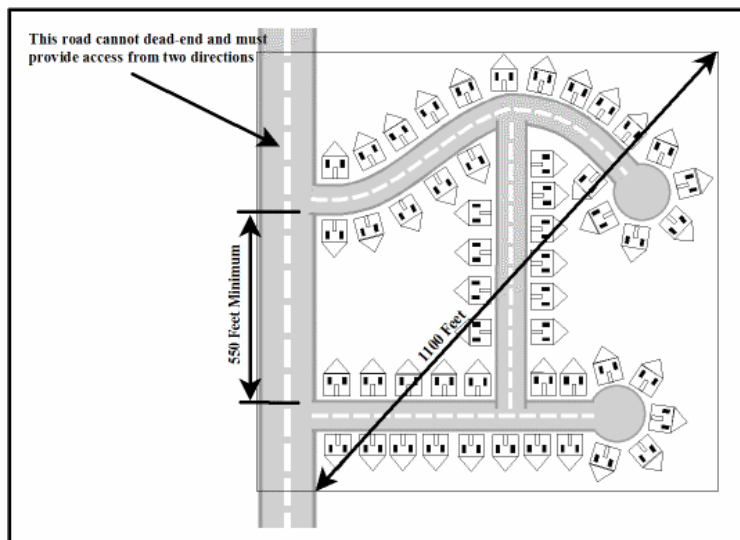 This road cannot dead-end and must
provide access from two directions
550 Feet Minimum
1100 Feet